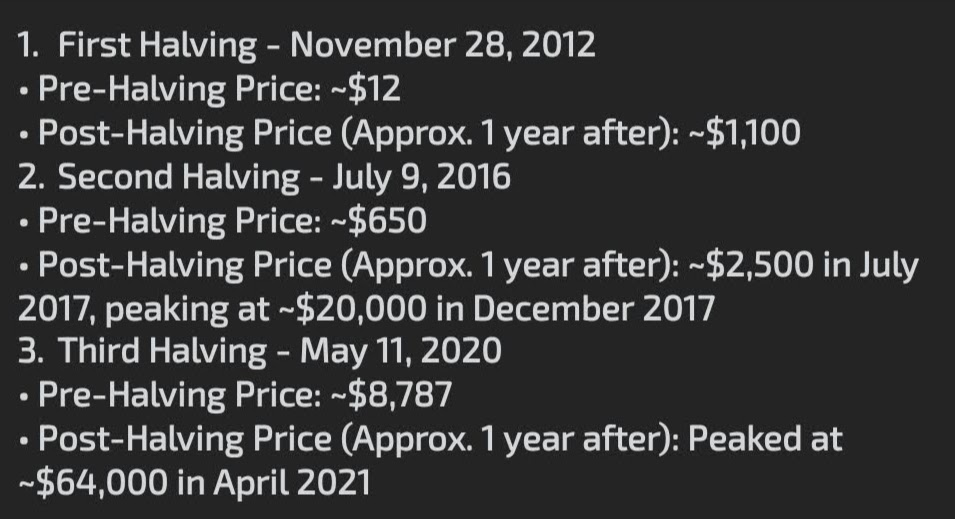 1. First Halving - November 28, 2012
• Pre-Halving Price: ~$12
• Post-Halving Price (Approx. 1 year after): ~$1,100
2. Second Halving - July 9, 2016
• Pre-Halving Price: ~$650
• Post-Halving Price (Approx. 1 year after): ~$2,500 in July
2017, peaking at ~$20,000 in December 2017
3. Third Halving - May 11, 2020
• Pre-Halving Price: ~$8,787
• Post-Halving Price (Approx. 1 year after): Peaked at
~$64,000 in April 2021